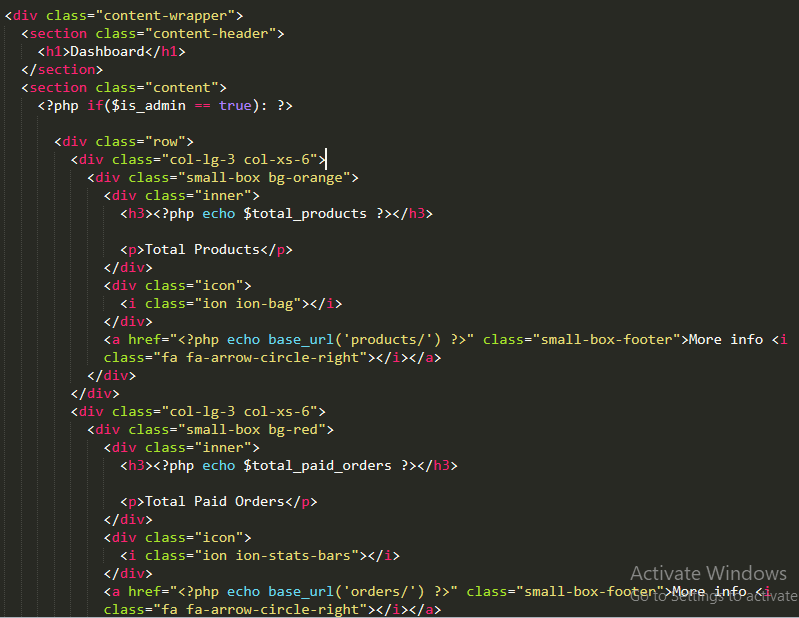 <div class="content-wrapper">
<section class="content-header">
<h1>Dashboard</h1>
</section>
<section class="content">
<?php if($is_admin == true): ?>
<div class="row">
<div class="col-lg-3 col-xs-6">
<div class="small-box bg-orange">
<div class="inner">
<h3><?php echo $total_products ?></h3>
<p>Total Products</p>
</div>
<div class="icon">
<i class="ion ion-bag"></i>
</div>
<a href="<?php echo base_url('products/') ?>" class="small-box-footer">More info <i
class="fa fa-arrow-circle-right"></i></a>
</div>
</div>
<div class="col-lg-3 col-xs-6">
<div class="small-box bg-red">
<div class="inner">
<h3><?php echo $total_paid_orders ?></h3>
<p>Total Paid Orders</p>
</div>
<div class="icon">
<i class="ion ion-stats-bars"></i>
</div>
<a href="<?php echo base_url('orders/') ?>" class="small-box-footer">More info <i
class="fa fa-arrow-circle-right"></i></a>
Activate Windows
Go to Settings to activate